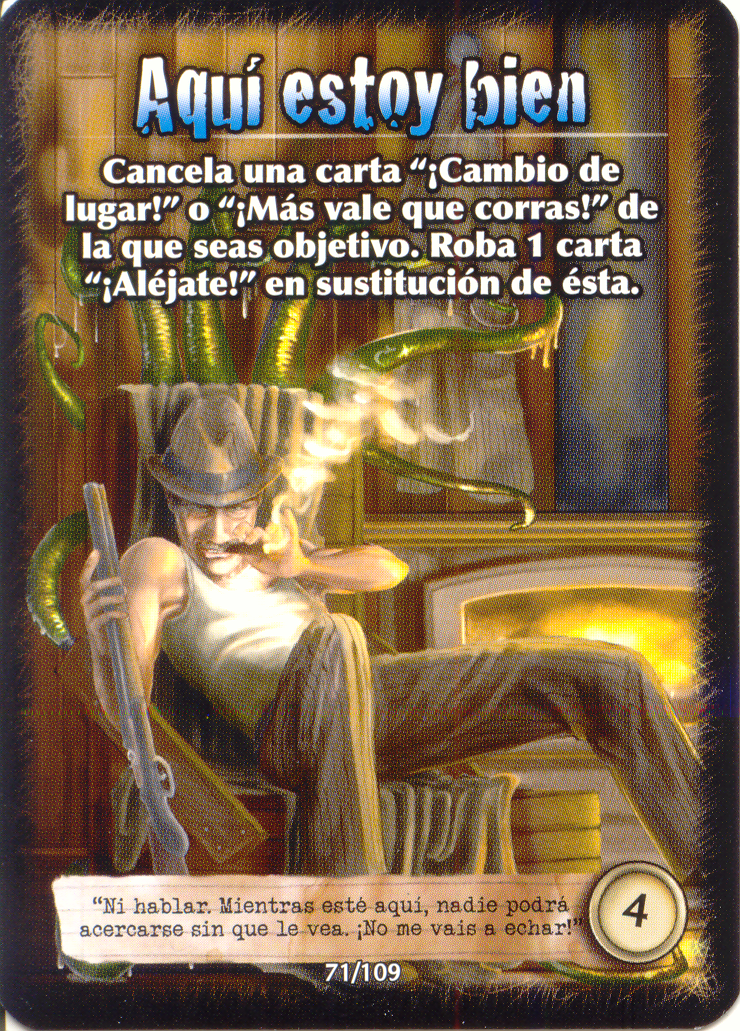 Aquí estoy bien
Cancela una carta “¡Cambio de
lugar!” o “¡Más vale que corras!” de
la que seas objetivo. Roba 1 carta
“¡Aléjate!” en sustitución de ésta.
“Ni hablar. Mientras esté aquí, nadie podrá
acercarse sin que le vea. ¡No me vais a echar!”
4
71/109